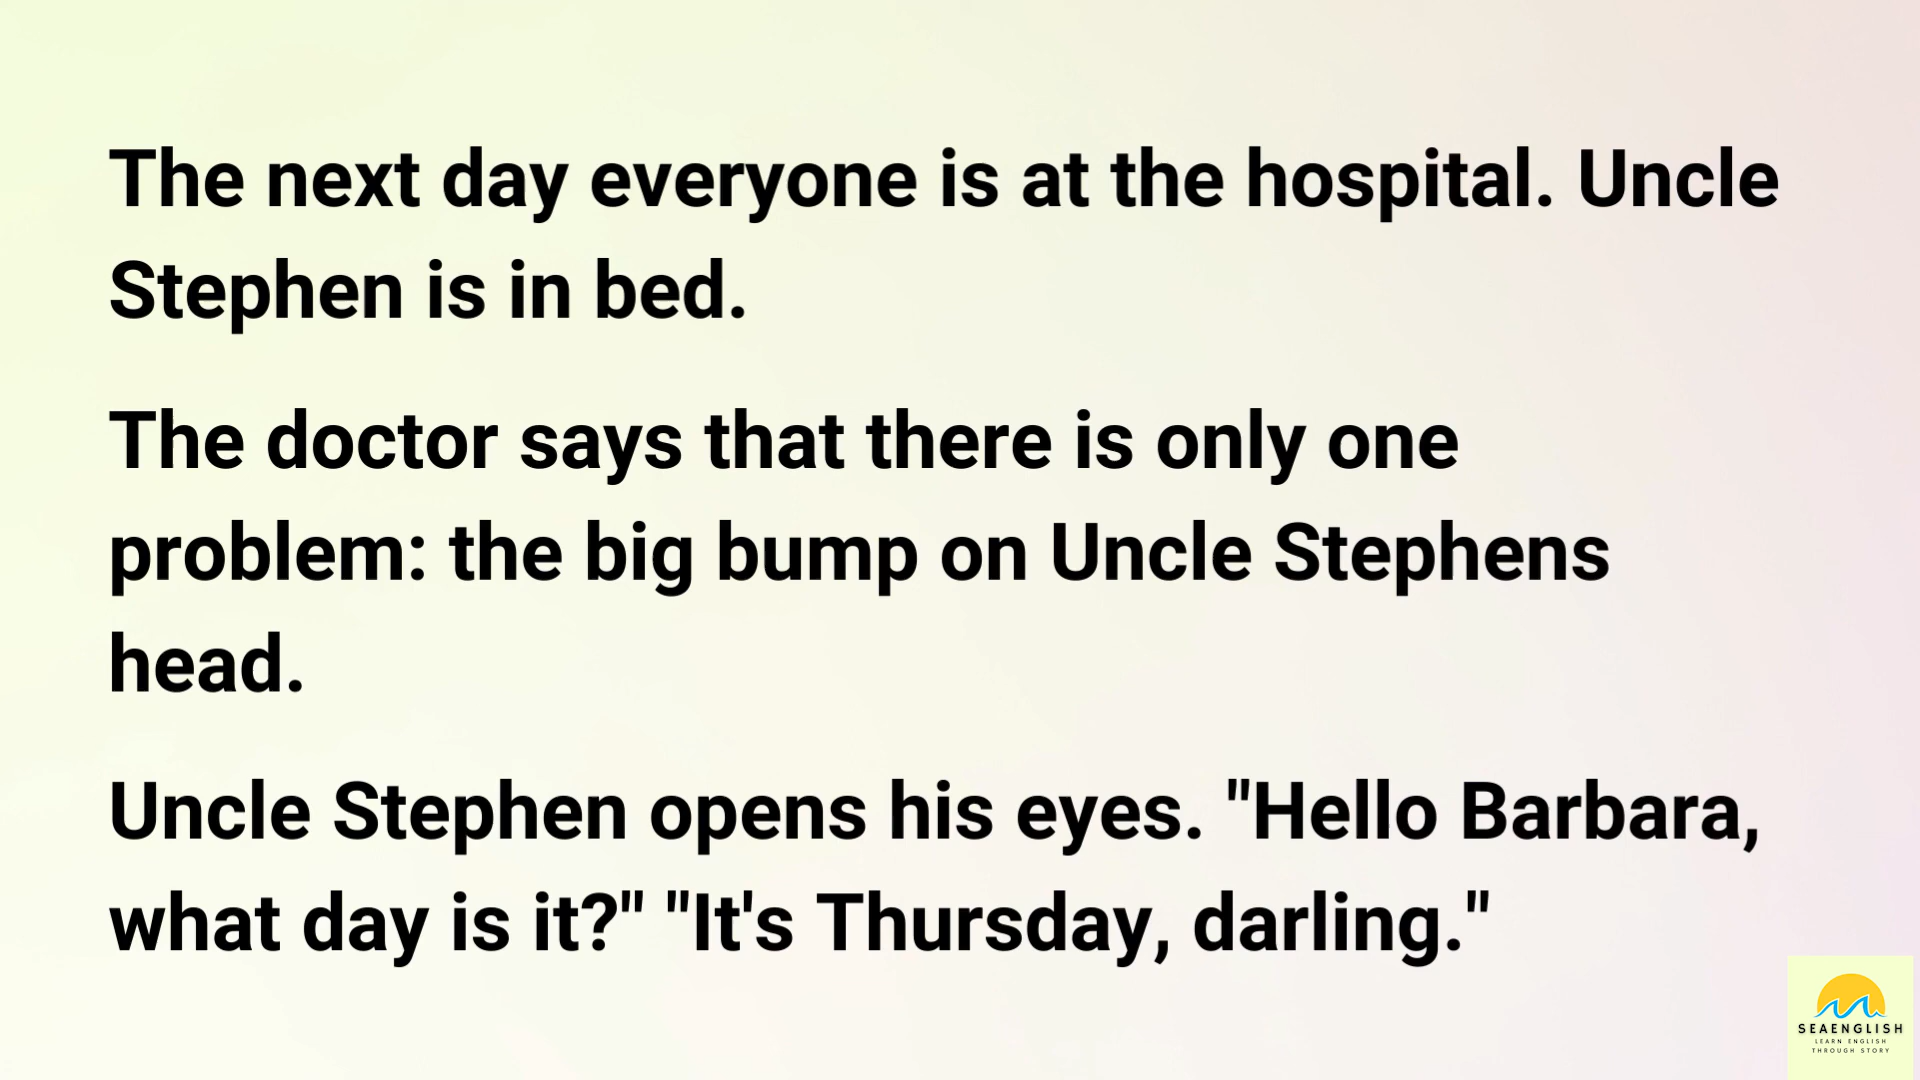 The next day everyone is at the hospital. Uncle
Stephen is in bed.
The doctor says that there is only one
problem: the big bump on Uncle Stephens
head.
Uncle Stephen opens his eyes. "Hello Barbara,
what day is it?" "It's Thursday, darling."
SEAENGLISH
LEARN ENGLISH
THROUGH STORY